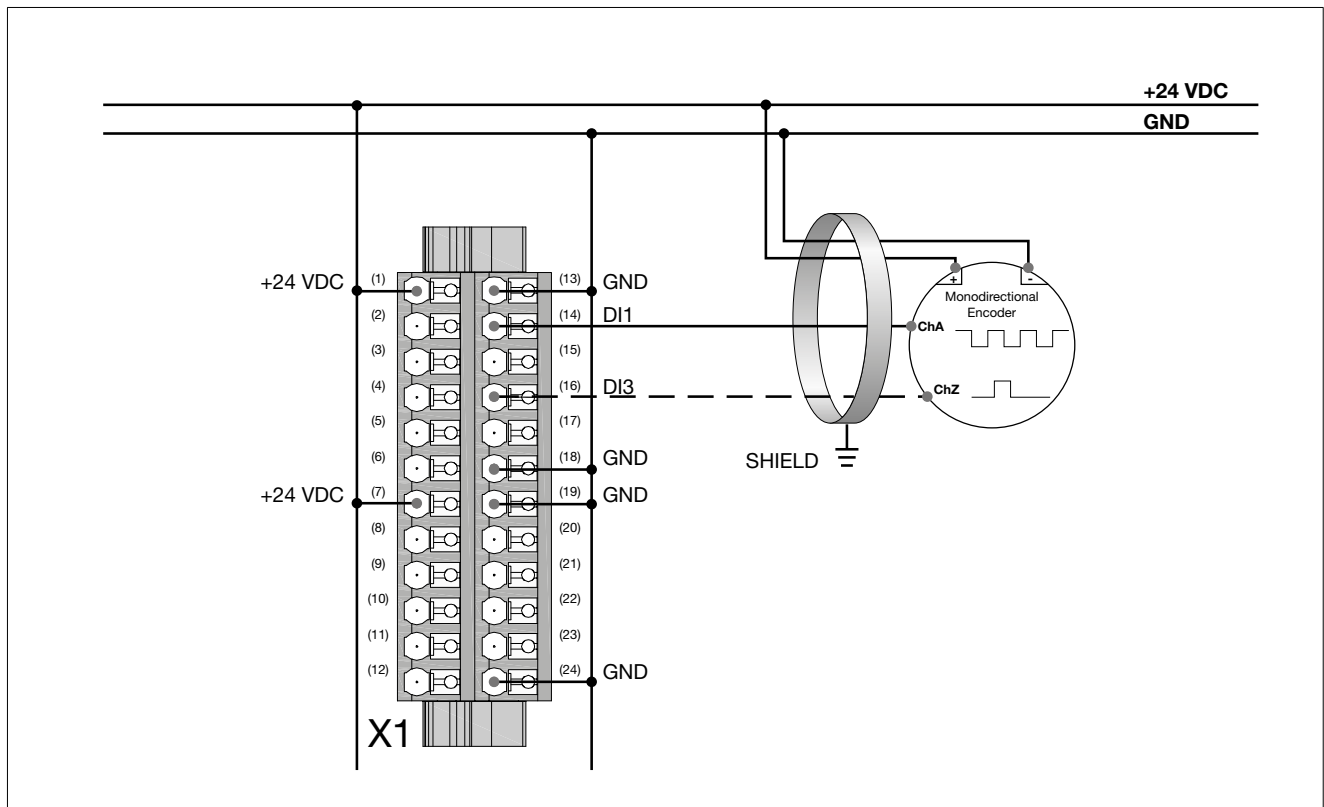 +24 VDC
GND
+24 VDC (1) (13) GND
(2) (14) DI1
(3) (15)
(4) (16) DI3
(5) (17)
(6) (18) GND
+24 VDC (7) (19) GND
(8) (20)
(9) (21)
(10) (22)
(11) (23)
(12) (24) GND
X1
SHIELD
+ -
Monodirectional
Encoder
ChA
ChZ